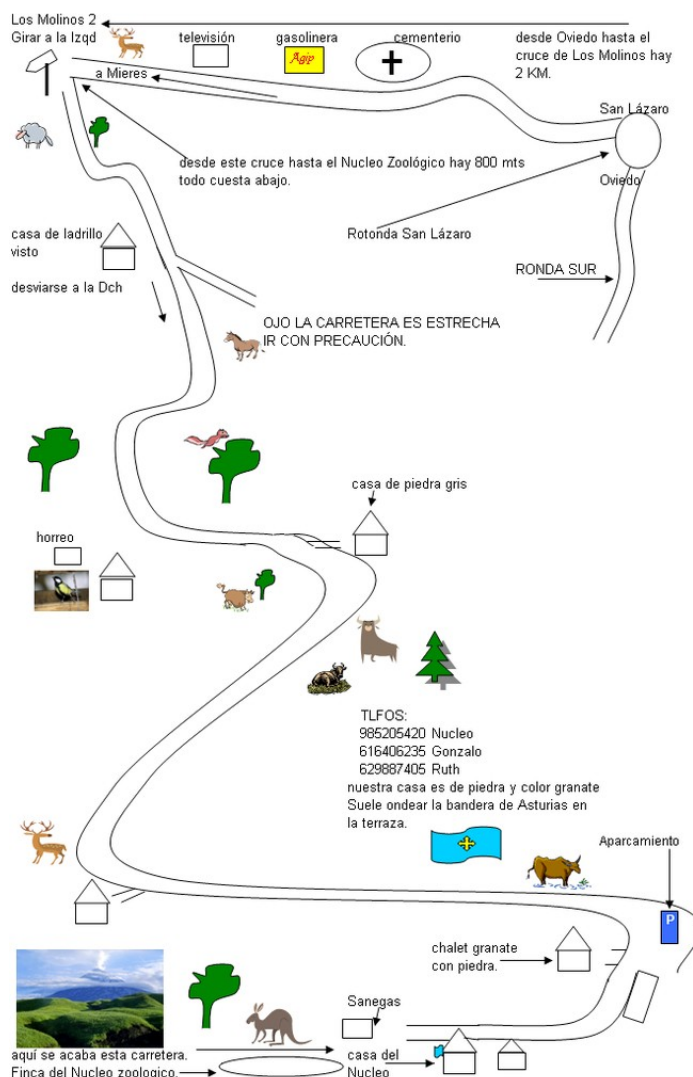 Los Molinos 2
Girar a la Izqd
televisión
gasolinera
cementerio
desde Oviedo hasta el
cruce de Los Molinos hay
2 KM.
Agip
a Mieres
San Lázaro
desde este cruce hasta el Nucleo Zoológico hay 800 mts
todo cuesta abajo.
Oviedo
casa de ladrillo
visto
Rotonda San Lázaro
RONDA SUR
desviarse a la Dch
OJO LA CARRETERA ES ESTRECHA
IR CON PRECAUCIÓN.
casa de piedra gris
horreo
TLFOS:
985205420 Nucleo
616406235 Gonzalo
629887405 Ruth
nuestra casa es de piedra y color granate
Suele ondear la bandera de Asturias en
la terraza.
Aparcamiento
P
chalet granate
con piedra.
Sanegas
aquí se acaba esta carretera.
Finca del Nucleo zoologico.
casa del
Nucleo